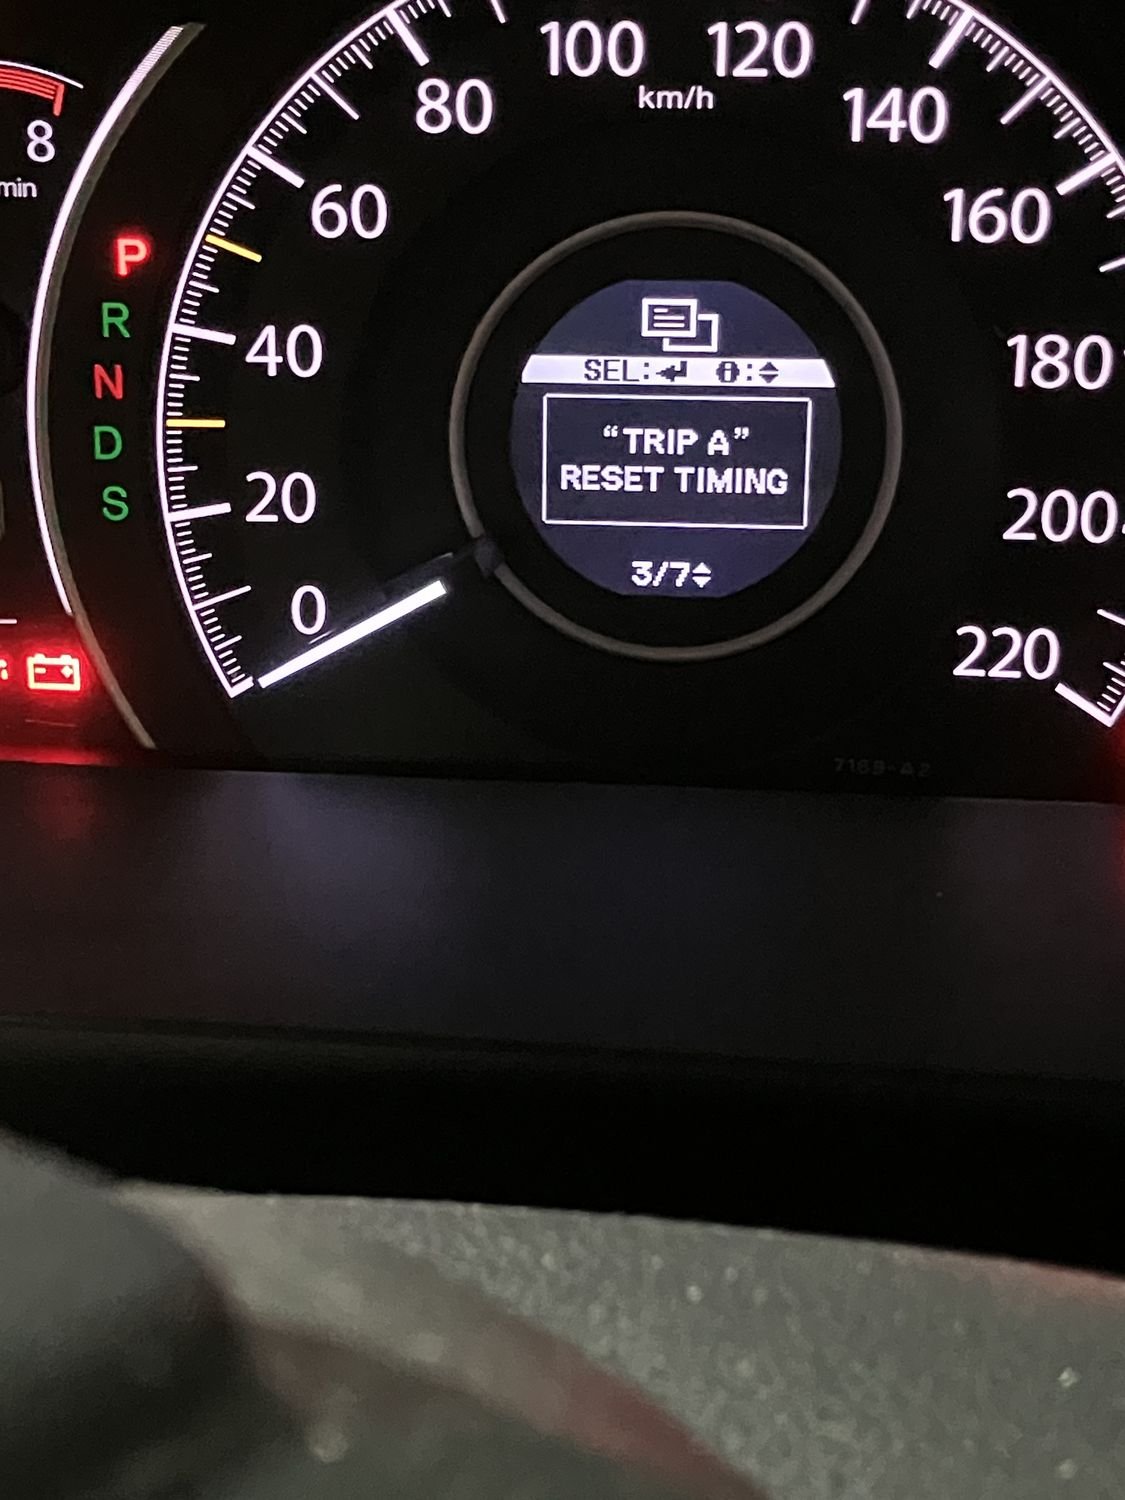 100 120
km/h
80
140
8
min
60
160
P
R
40
180
SEL: :
N
"TRIP A"
RESET TIMING
D
20
S
200
3/7
0
220
7169-A2